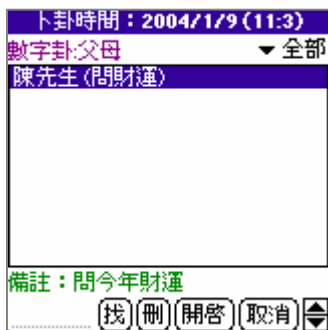 卜卦時間：2004/1/9 (11:3)
數字卦:父母 全部
陳先生(問財運)
備註：問今年財運
找 刪 開啓 取消